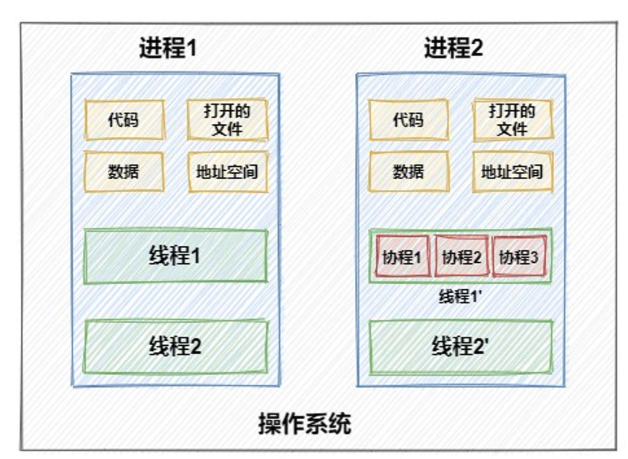 进程1
进程2
代码
打开的
文件
数据
地址空间
线程1
线程2
代码
打开的
文件
数据
地址空间
协程1
协程2
协程3
线程1'
线程2'
操作系统